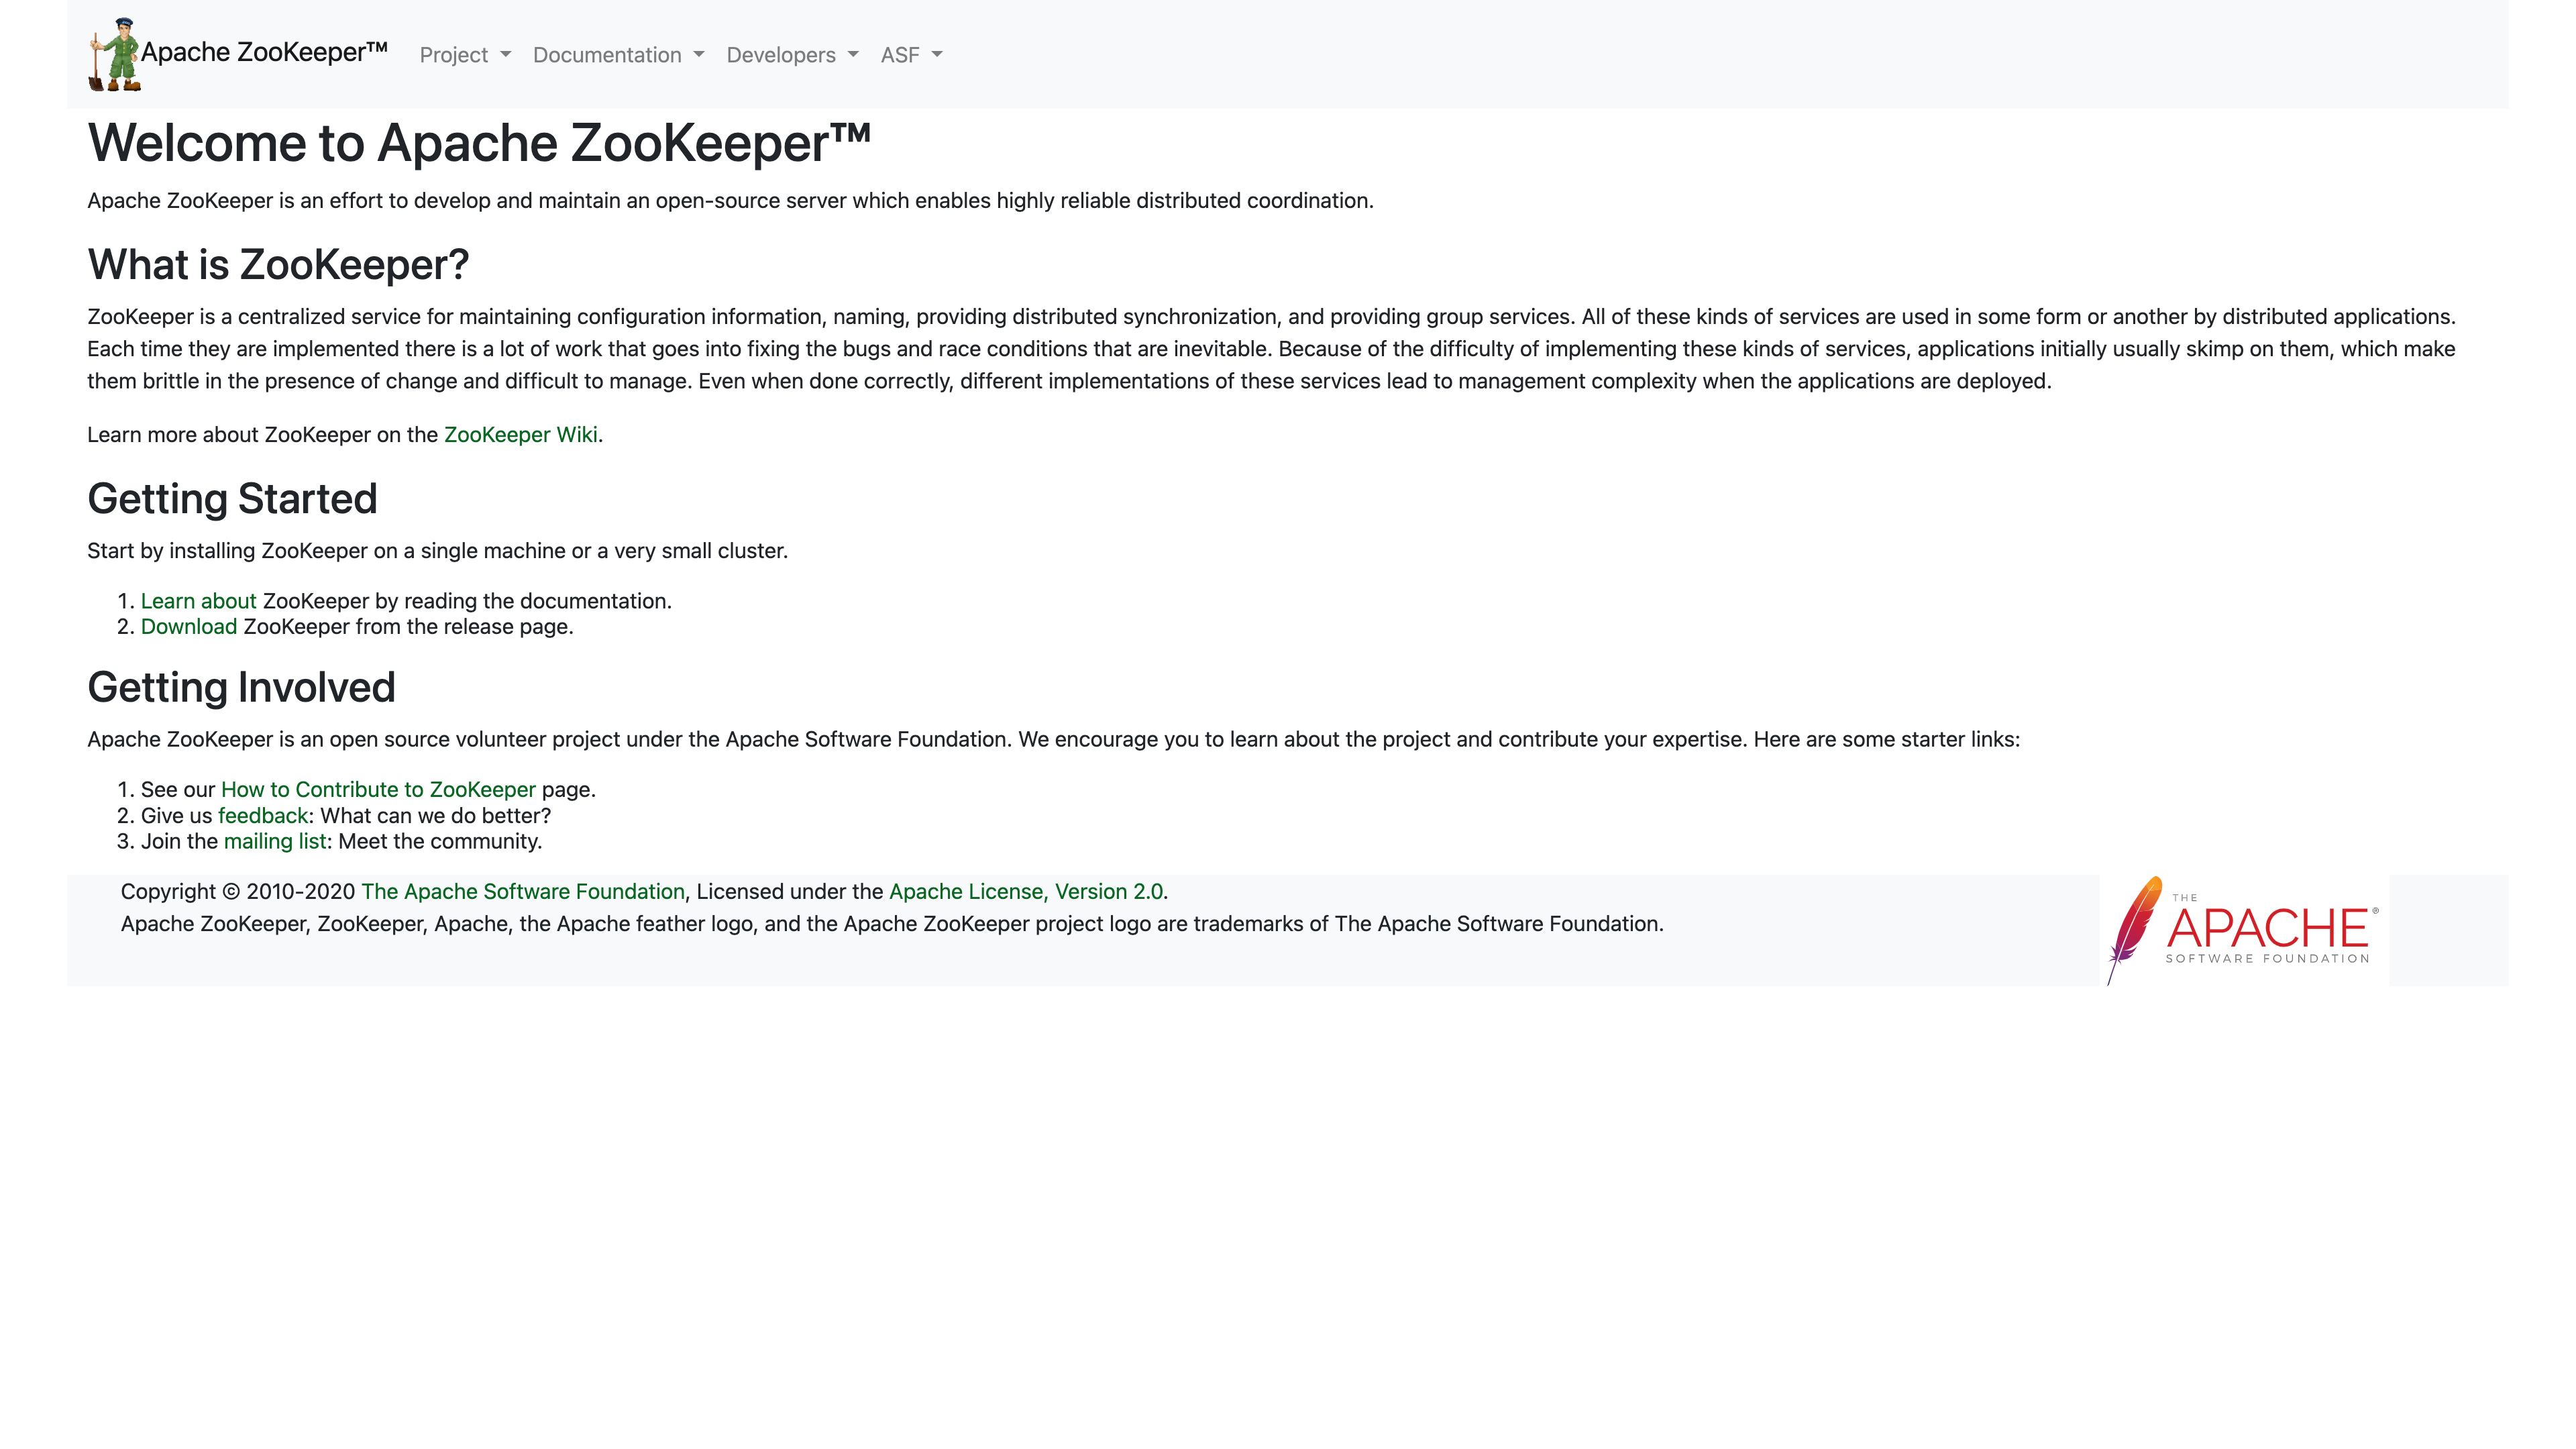 Apache ZooKeeper™ Project Documentation Developers ASF
Welcome to Apache ZooKeeper™
Apache ZooKeeper is an effort to develop and maintain an open-source server which enables highly reliable distributed coordination.
What is ZooKeeper?
ZooKeeper is a centralized service for maintaining configuration information, naming, providing distributed synchronization, and providing group services. All of these kinds of services are used in some form or another by distributed applications.
Each time they are implemented there is a lot of work that goes into fixing the bugs and race conditions that are inevitable. Because of the difficulty of implementing these kinds of services, applications initially usually skimp on them, which make
them brittle in the presence of change and difficult to manage. Even when done correctly, different implementations of these services lead to management complexity when the applications are deployed.
Learn more about ZooKeeper on the ZooKeeper Wiki.
Getting Started
Start by installing ZooKeeper on a single machine or a very small cluster.
1. Learn about ZooKeeper by reading the documentation.
2. Download ZooKeeper from the release page.
Getting Involved
Apache ZooKeeper is an open source volunteer project under the Apache Software Foundation. We encourage you to learn about the project and contribute your expertise. Here are some starter links:
1. See our How to Contribute to ZooKeeper page.
2. Give us feedback: What can we do better?
3. Join the mailing list: Meet the community.
Copyright © 2010-2020 The Apache Software Foundation, Licensed under the Apache License, Version 2.0.
Apache ZooKeeper, ZooKeeper, Apache, the Apache feather logo, and the Apache ZooKeeper project logo are trademarks of The Apache Software Foundation.
THE
APACHE®
SOFTWARE FOUNDATION